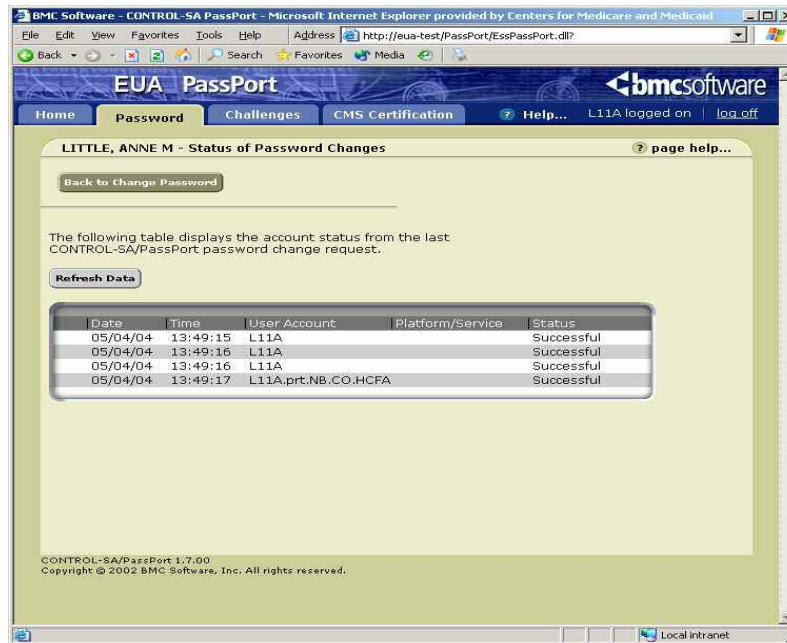 BMC Software - CONTROL-SA PassPort - Microsoft Internet Explorer provided by Centers for Medicare and Medicaid
File Edit View Favorites Tools Help Address http://eua-test/PassPort/EssPassPort.dll?
Back Search Favorites Media
EUA PassPort bmcsoftware
Home Password Challenges CMS Certification ? Help... L11A logged on | log off
LITTLE, ANNE M - Status of Password Changes ? page help...
Back to Change Password
The following table displays the account status from the last
CONTROL-SA/PassPort password change request.
Refresh Data
Date Time User Account Platform/Service Status
05/04/04 13:49:15 L11A Successful
05/04/04 13:49:16 L11A Successful
05/04/04 13:49:16 L11A Successful
05/04/04 13:49:17 L11A.prt.NB.CO.HCFA Successful
CONTROL-SA/PassPort 1.7.00
Copyright © 2002 BMC Software, Inc. All rights reserved.
Local intranet